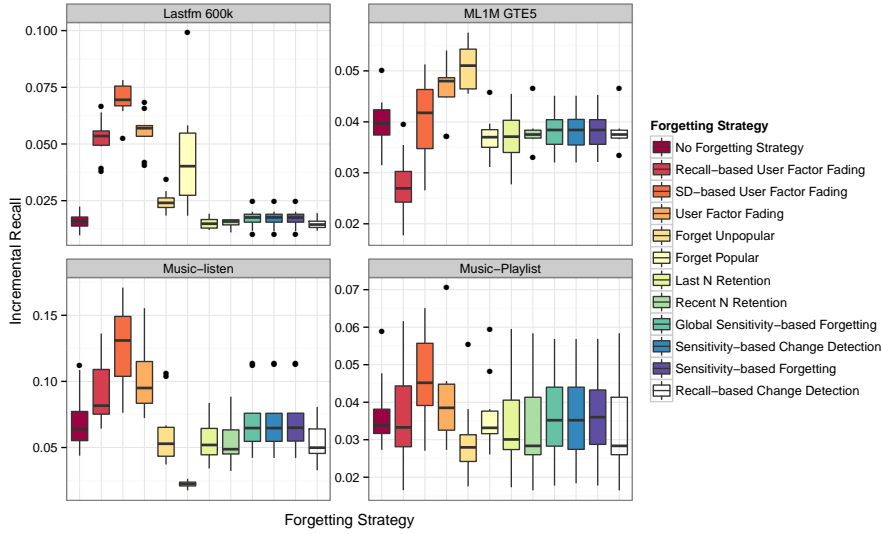 Lastfm 600k
ML1M GTE5
0.100
0.075
0.050
0.025
0.05
0.04
0.03
0.02
Music−listen
Music−Playlist
0.15
0.10
0.05
0.07
0.06
0.05
0.04
0.03
0.02
Incremental Recall
Forgetting Strategy
Forgetting Strategy
No Forgetting Strategy
Recall−based User Factor Fading
SD−based User Factor Fading
User Factor Fading
Forget Unpopular
Forget Popular
Last N Retention
Recent N Retention
Global Sensitivity−based Forgetting
Sensitivity−based Change Detection
Sensitivity−based Forgetting
Recall−based Change Detection